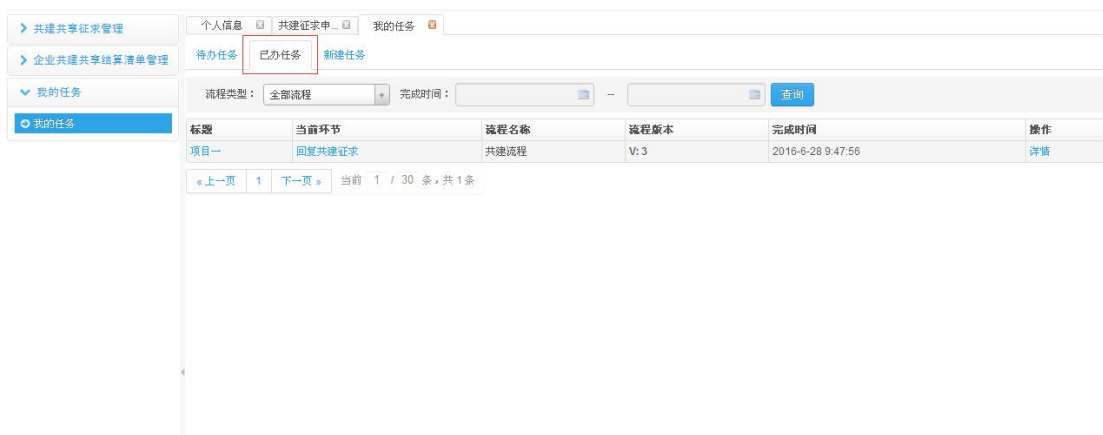 共建共享征求管理
企业共建共享结算清单管理
我的任务
我的任务
个人信息 共建征求申... 我的任务
待办任务 已办任务 新建任务
流程类型： 全部流程 完成时间： -- 查询
标题 当前环节 流程名称 流程版本 完成时间 操作
项目一 回复共建征求 共建流程 V: 3 2016-6-28 9:47:56 详情
«上一页 1 下一页» 当前 1 / 30 条，共1条